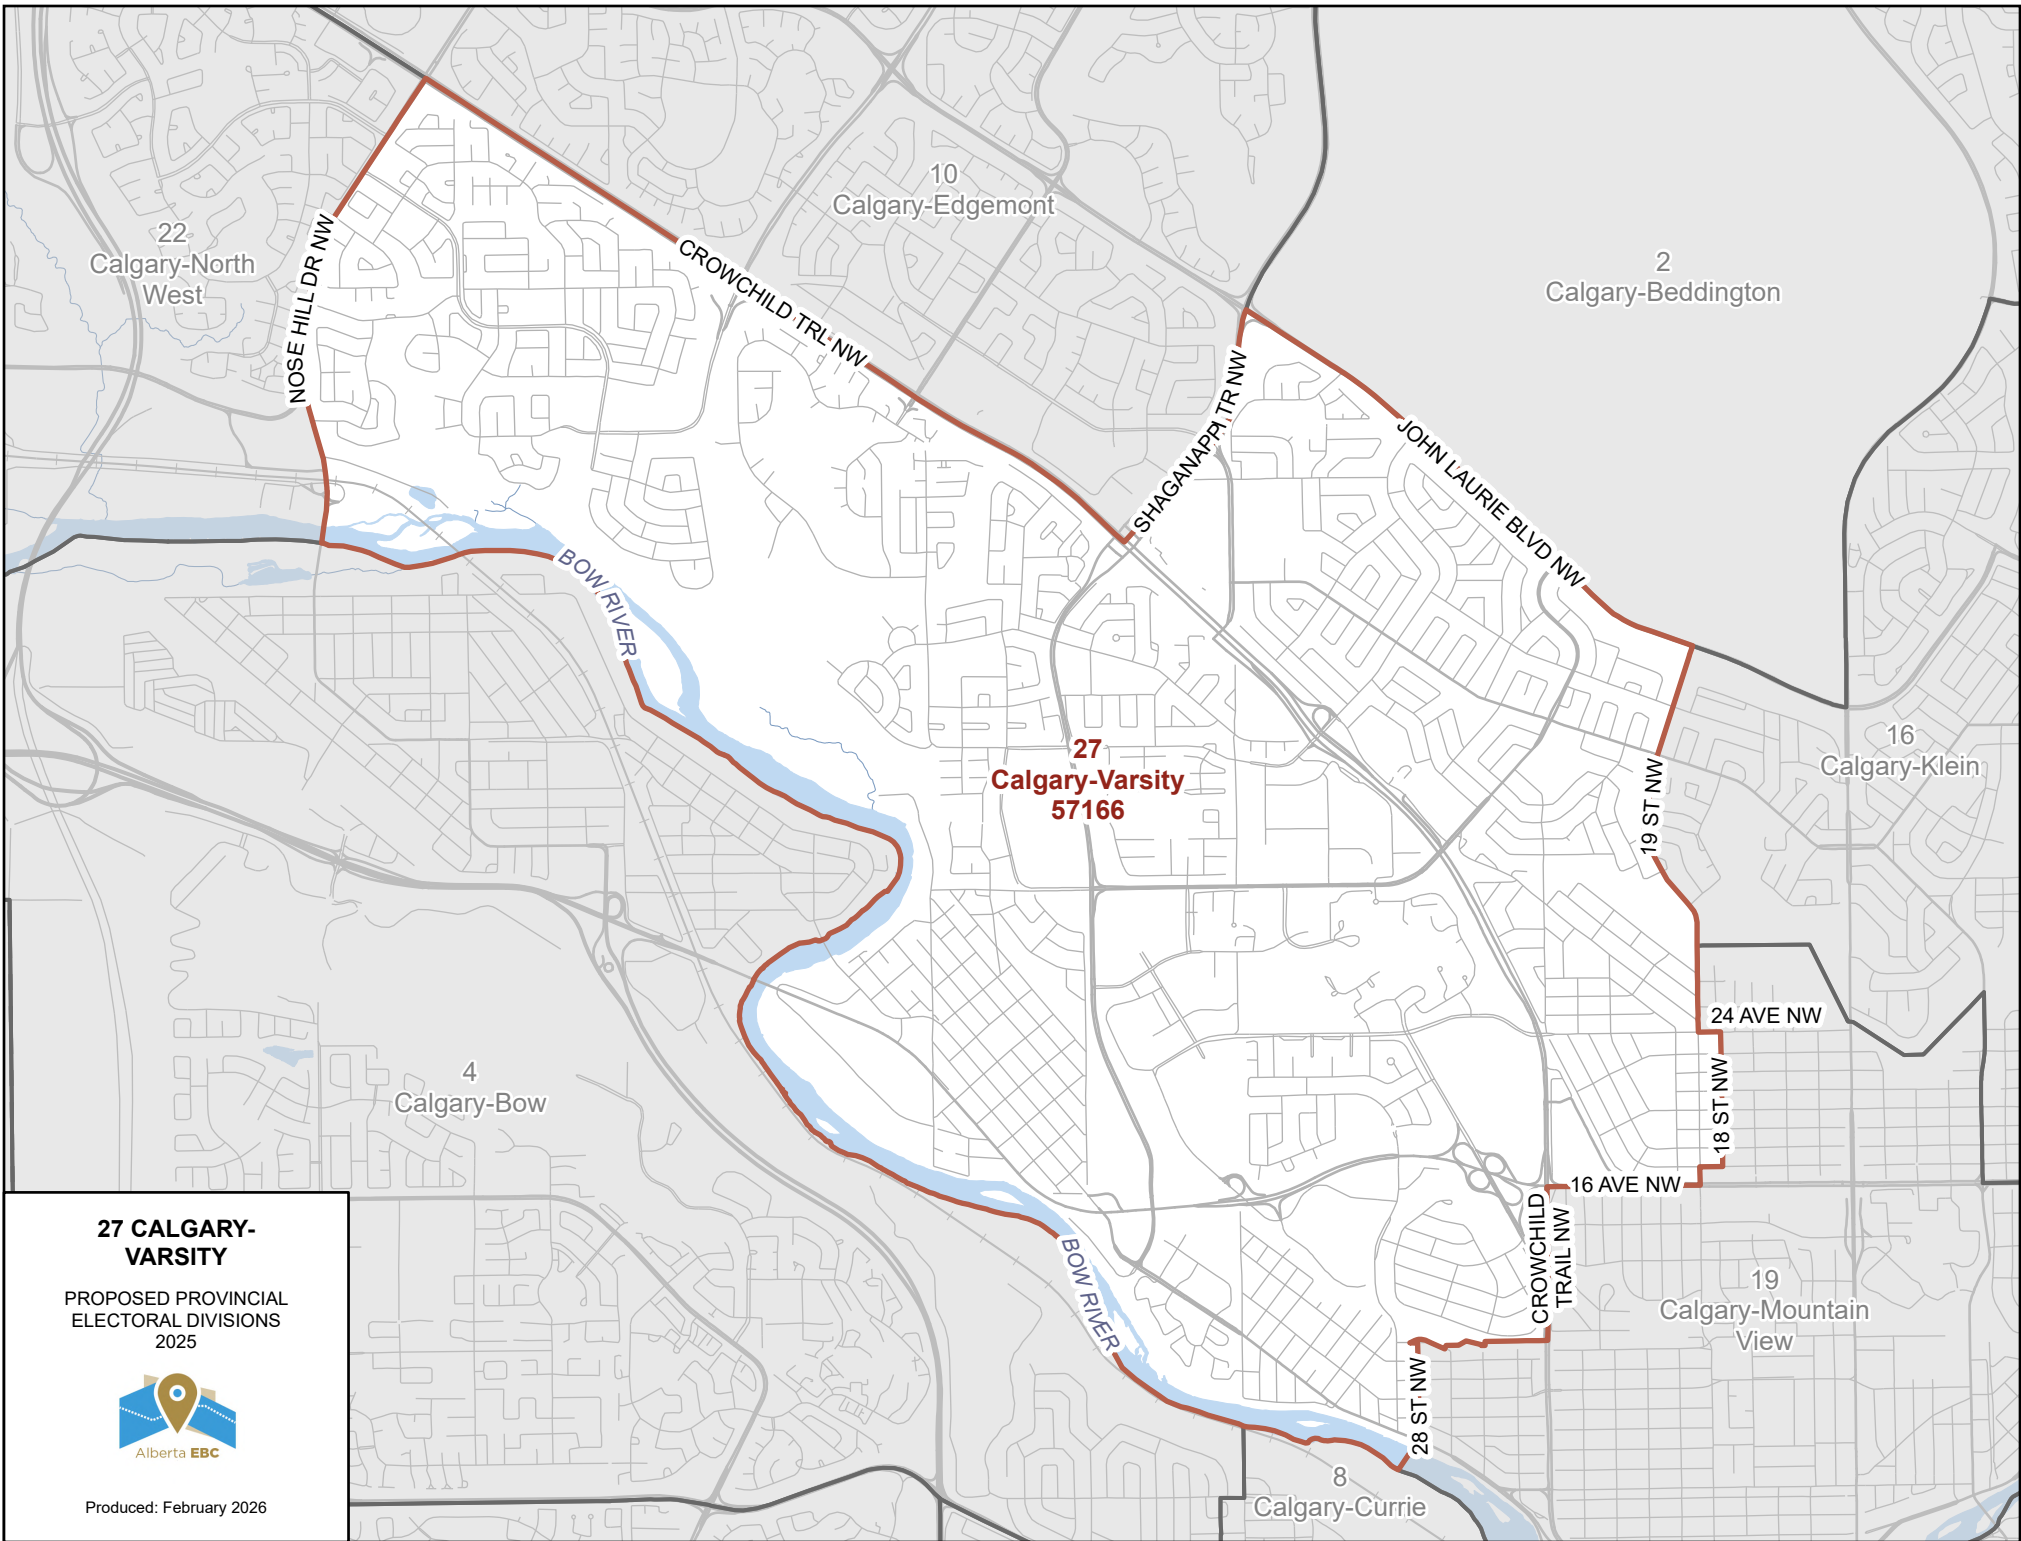 10
Calgary-Edgemont
22
Calgary-North
West
2
Calgary-Beddington
NOSE HILL DR NW
CROWCHILD TRL NW
SHAGANAPPI TR NW
JOHN LAURIE BLVD NW
BOW RIVER
27
Calgary-Varsity
57166
16
Calgary-Klein
19 ST NW
24 AVE NW
18 ST NW
16 AVE NW
4
Calgary-Bow
CROWCHILD
TRAIL NW
BOW RIVER
19
Calgary-Mountain
View
28 ST NW
8
Calgary-Currie
27 CALGARY-
VARSITY
PROPOSED PROVINCIAL
ELECTORAL DIVISIONS
2025
Alberta EBC
Produced: February 2026